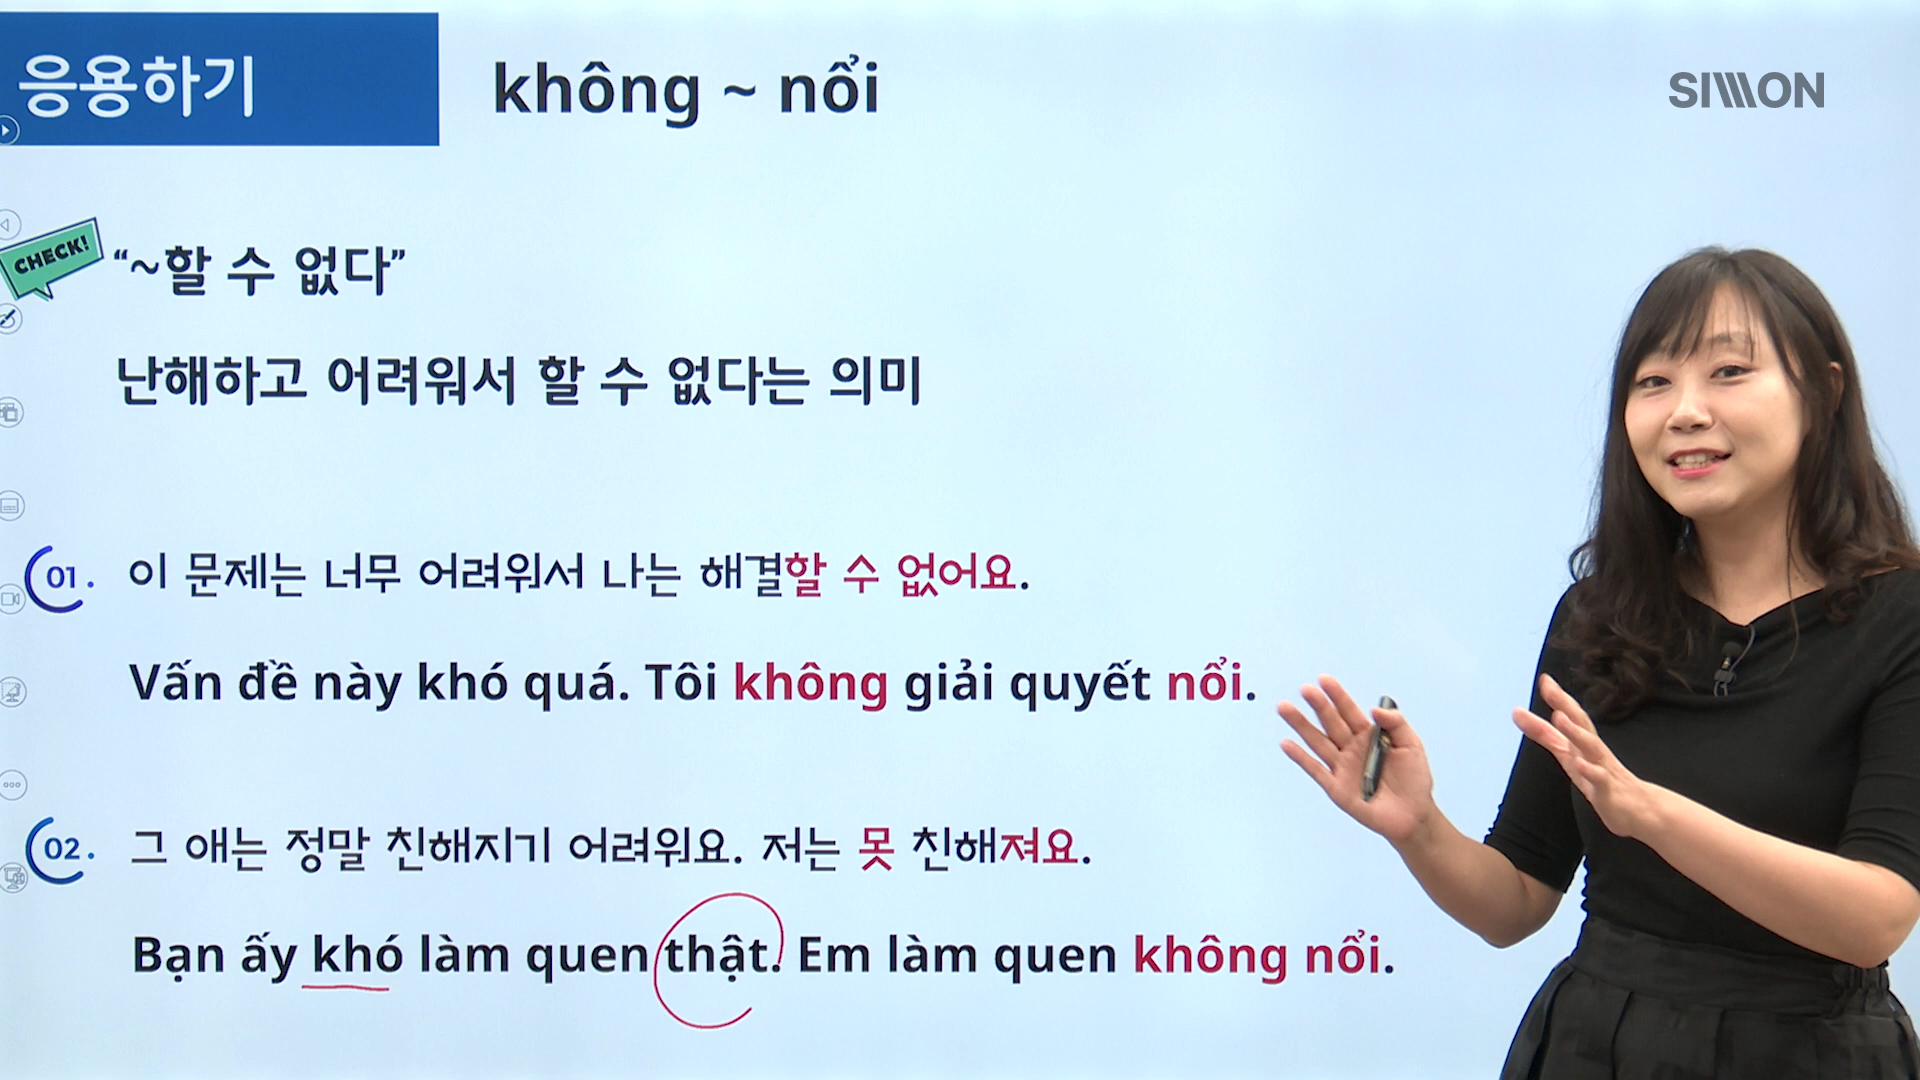 응용하기
không ~ nổi
SIWON
CHECK!
“~할 수 없다”
난해하고 어려워서 할 수 없다는 의미
01. 이 문제는 너무 어려워서 나는 해결할 수 없어요.
Vấn đề này khó quá. Tôi không giải quyết nổi.
02. 그 애는 정말 친해지기 어려워요. 저는 못 친해져요.
Bạn ấy khó làm quen thật. Em làm quen không nổi.